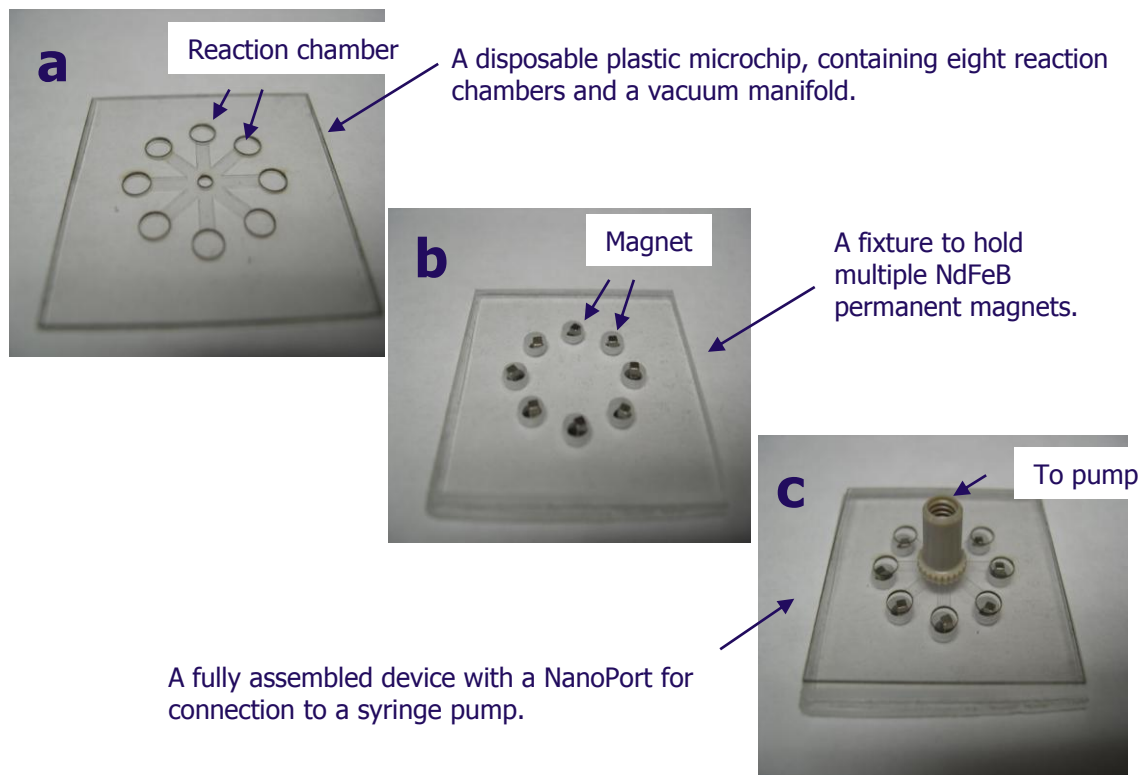 a
Reaction chamber
A disposable plastic microchip, containing eight reaction
chambers and a vacuum manifold.
b
Magnet
A fixture to hold
multiple NdFeB
permanent magnets.
c
To pump
A fully assembled device with a NanoPort for
connection to a syringe pump.